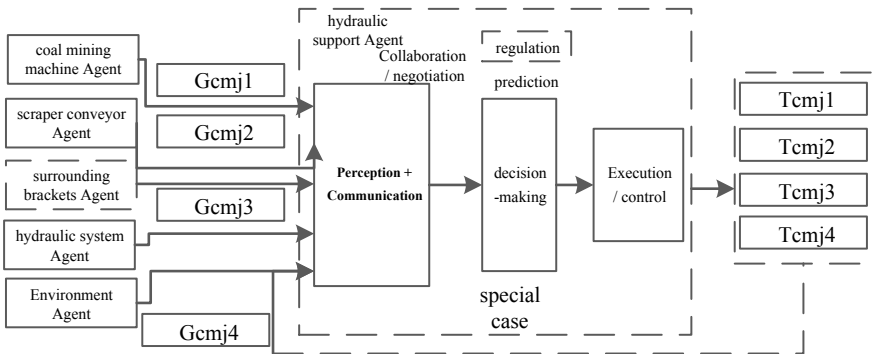 coal mining
machine Agent
scraper conveyor
Agent
surrounding
brackets Agent
hydraulic system
Agent
Environment
Agent
Gcmj1
Gcmj2
Gcmj3
Gcmj4
hydraulic
support Agent
Collaboration
/ negotiation
Perception +
Communication
regulation
prediction
decision
-making
Execution
/ control
special
case
Tcmj1
Tcmj2
Tcmj3
Tcmj4